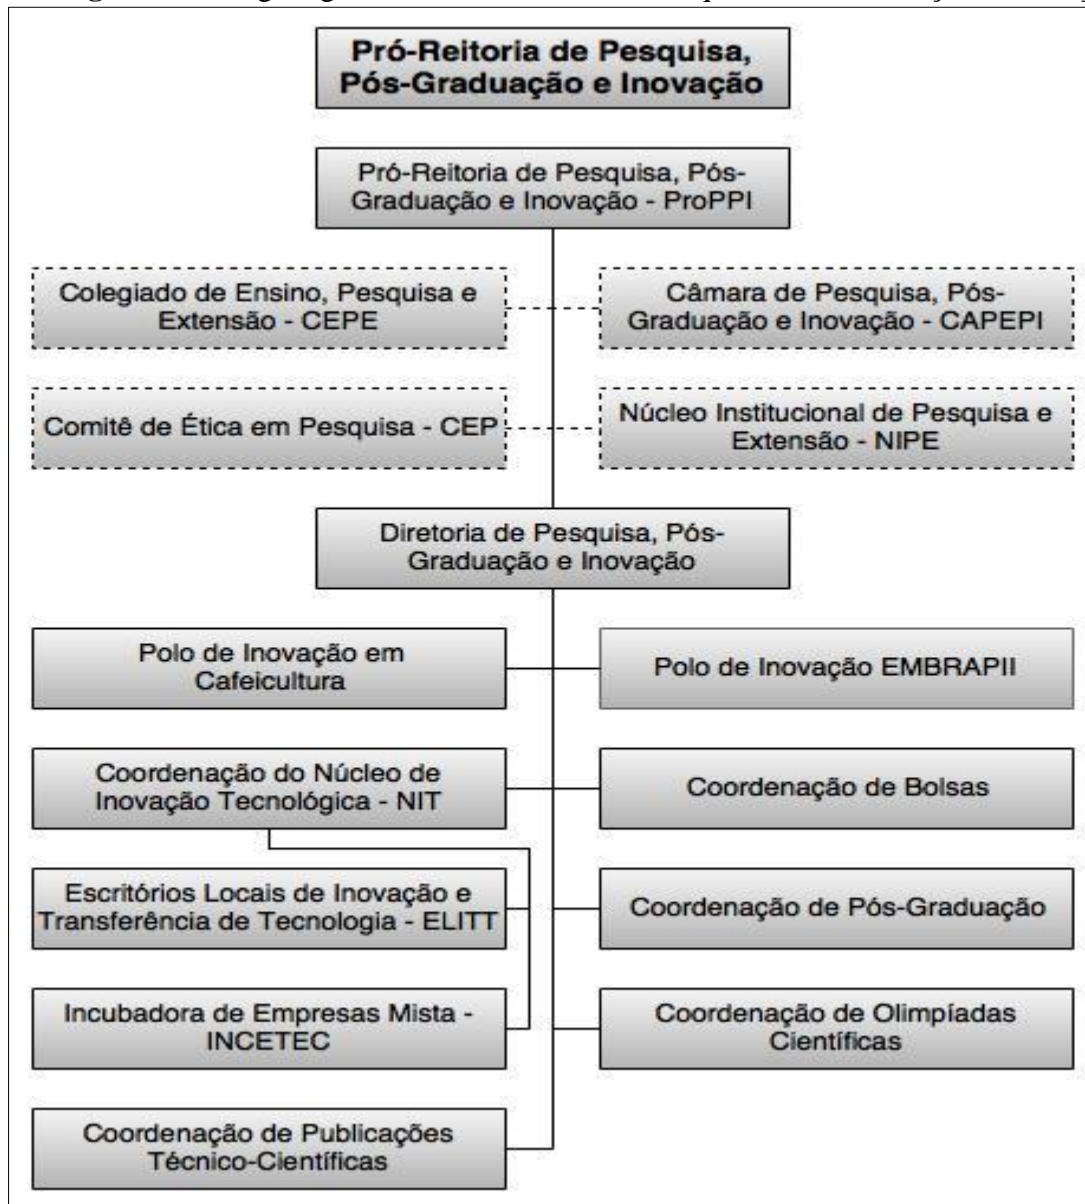 Pró-Reitoria de Pesquisa,
Pós-Graduação e Inovação
Pró-Reitoria de Pesquisa, Pós-
Graduação e Inovação - ProPPI
Colegiado de Ensino, Pesquisa e
Extensão - CEPE
Câmara de Pesquisa, Pós-
Graduação e Inovação - CAPEPI
Comitê de Ética em Pesquisa - CEP
Núcleo Institucional de Pesquisa e
Extensão - NIPE
Diretoria de Pesquisa, Pós-
Graduação e Inovação
Polo de Inovação em
Cafeicultura
Polo de Inovação EMBRAPII
Coordenação do Núcleo de
Inovação Tecnológica - NIT
Coordenação de Bolsas
Escritórios Locais de Inovação e
Transferência de Tecnologia - ELITT
Coordenação de Pós-Graduação
Incubadora de Empresas Mista -
INCETEC
Coordenação de Olimpíadas
Científicas
Coordenação de Publicações
Técnico-Científicas